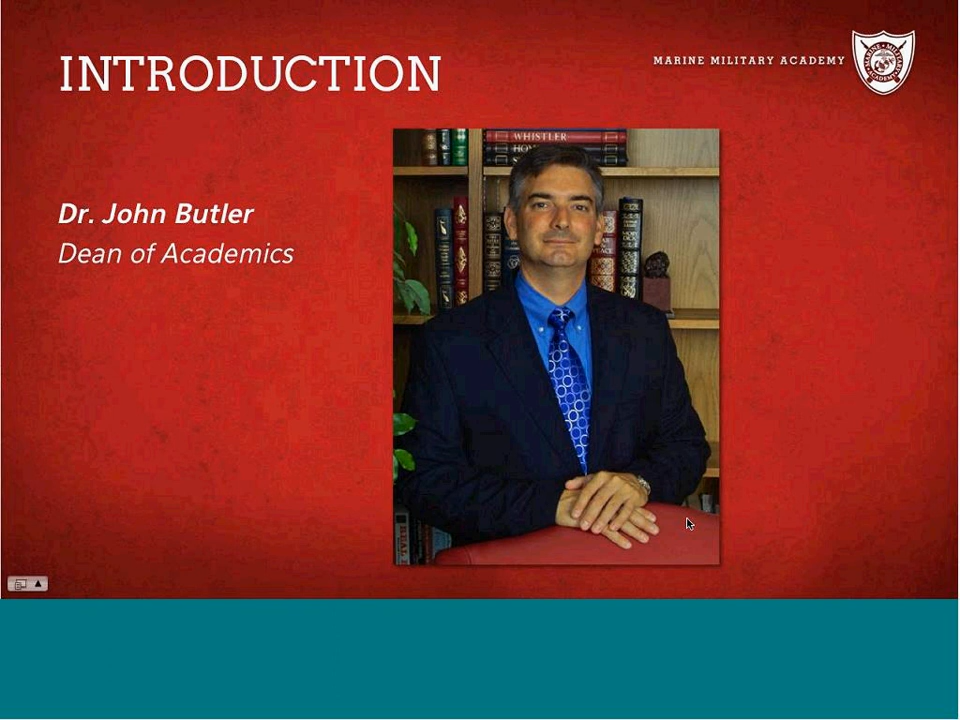 INTRODUCTION
MARINE MILITARY ACADEMY
Dr. John Butler
Dean of Academics
WHISTLER